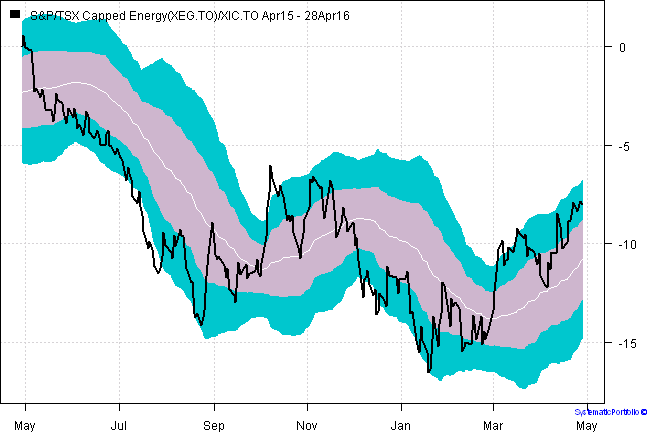 S&P/TSX Capped Energy(XEG.TO)/XIC.TO Apr15 - 28Apr16
0
-5
-10
-15
SystematicPortfolio ©
May Jul Sep Nov Jan Mar May